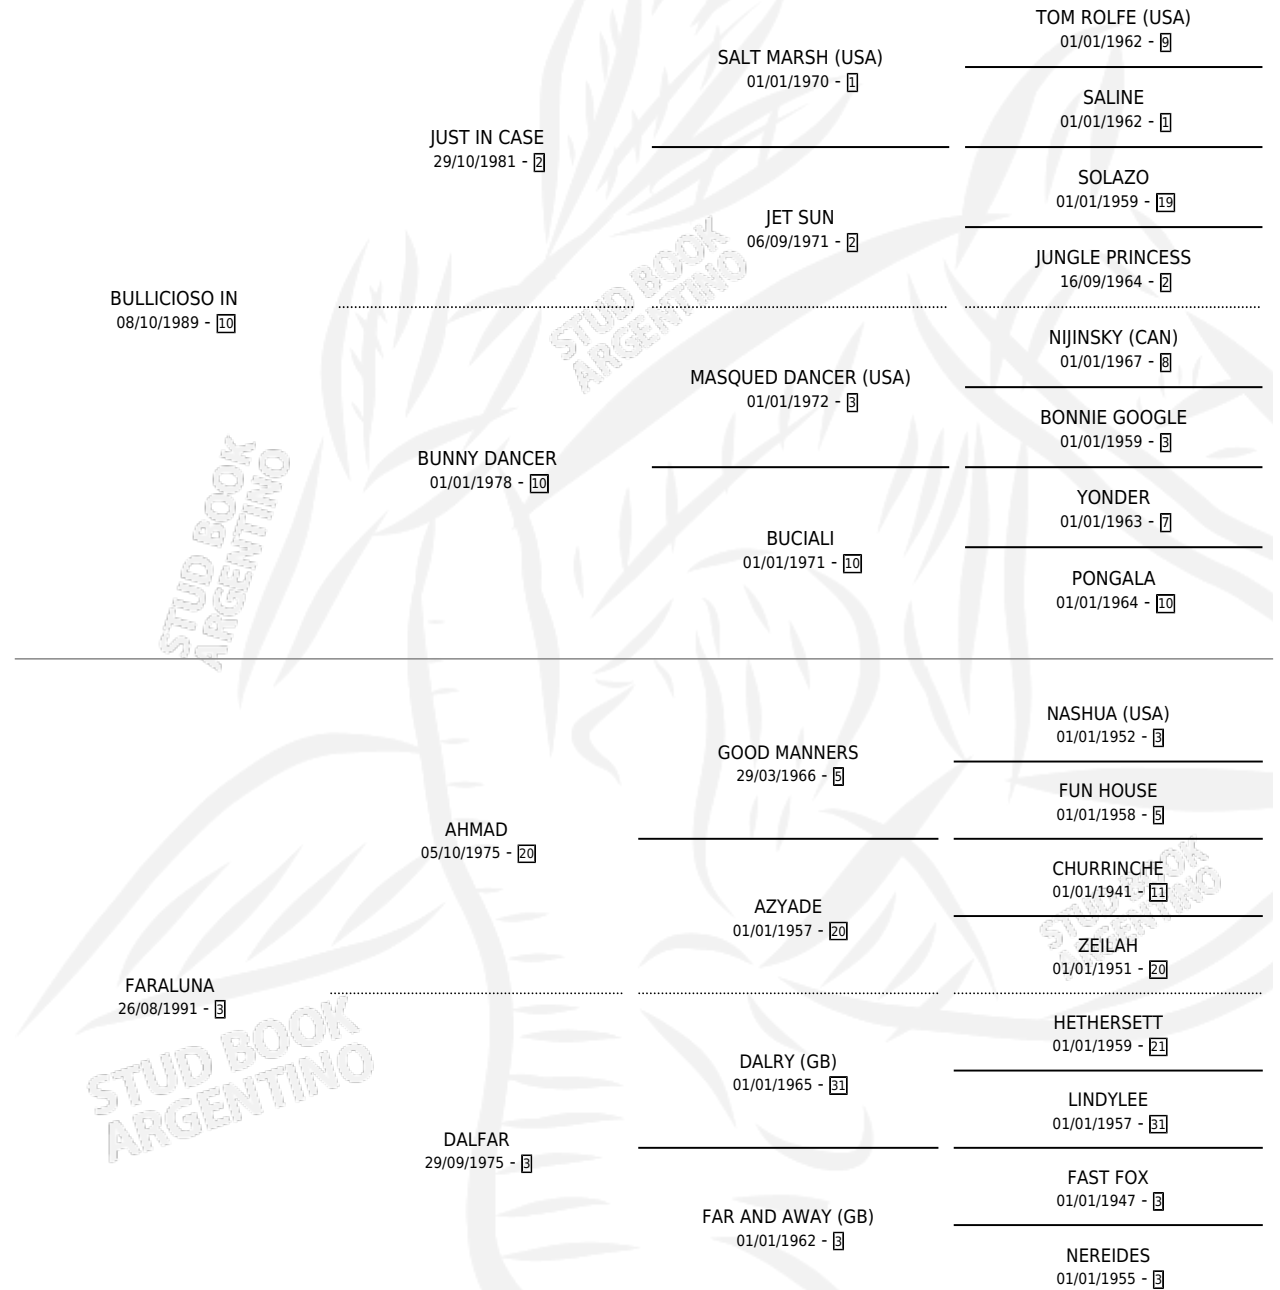 TOM ROLFE (USA)
01/01/1962 - 9
SALT MARSH (USA)
01/01/1970 - 1
SALINE
01/01/1962 - 1
JUST IN CASE
29/10/1981 - 2
SOLAZO
01/01/1959 - 19
JET SUN
06/09/1971 - 2
JUNGLE PRINCESS
16/09/1964 - 2
BULLICIOSO IN
08/10/1989 - 10
STUD BOOK
ARGENTINO
NIJINSKY (CAN)
01/01/1967 - 8
MASQUED DANCER (USA)
01/01/1972 - 3
BONNIE GOOGLE
01/01/1959 - 3
BUNNY DANCER
01/01/1978 - 10
YONDER
01/01/1963 - 7
BUCIALI
01/01/1971 - 10
PONGALA
01/01/1964 - 10
STUD BOOK
ARGENTINO
NASHUA (USA)
01/01/1952 - 3
GOOD MANNERS
29/03/1966 - 5
FUN HOUSE
01/01/1958 - 5
AHMAD
05/10/1975 - 20
CHURRINCHE
01/01/1941 - 11
AZYADE
01/01/1957 - 20
ZEILAH
01/01/1951 - 20
STUD BOOK
ARGENTINO
FARALUNA
26/08/1991 - 3
STUD BOOK
ARGENTINO
HETHERSETT
01/01/1959 - 21
DALRY (GB)
01/01/1965 - 31
LINDYLEE
01/01/1957 - 31
DALFAR
29/09/1975 - 3
FAST FOX
01/01/1947 - 3
FAR AND AWAY (GB)
01/01/1962 - 3
NEREIDES
01/01/1955 - 3